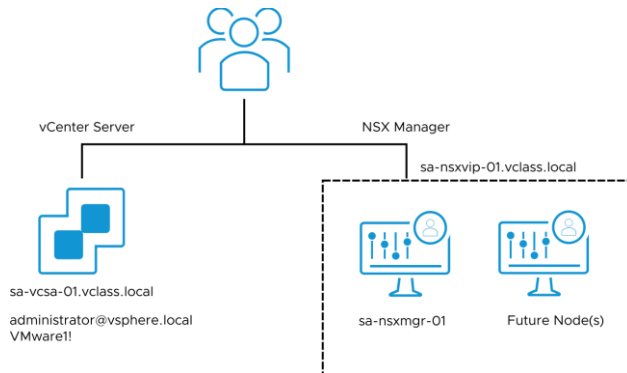 vCenter Server
NSX Manager
sa-nsxvip-01.vclass.local
sa-vcsa-01.vclass.local
administrator@vsphere.local
VMware1!
sa-nsxmgr-01
Future Node(s)